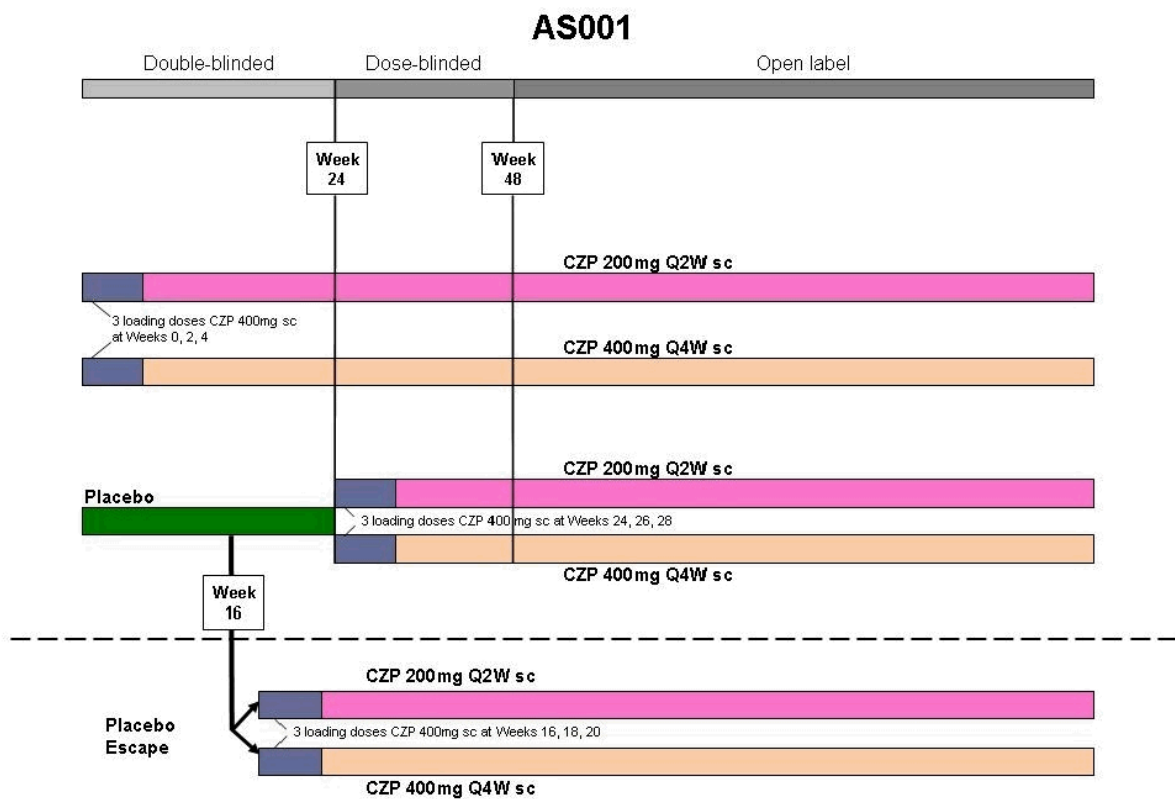 AS001
Double-blinded Dose-blinded Open label
Week
24
Week
48
CZP 200mg Q2W sc
3 loading doses CZP 400mg sc
at Weeks 0, 2, 4
CZP 400mg Q4W sc
CZP 200mg Q2W sc
Placebo
3 loading doses CZP 400mg sc at Weeks 24, 26, 28
CZP 400mg Q4W sc
Week
16
CZP 200mg Q2W sc
Placebo
Escape
3 loading doses CZP 400mg sc at Weeks 16, 18, 20
CZP 400mg Q4W sc